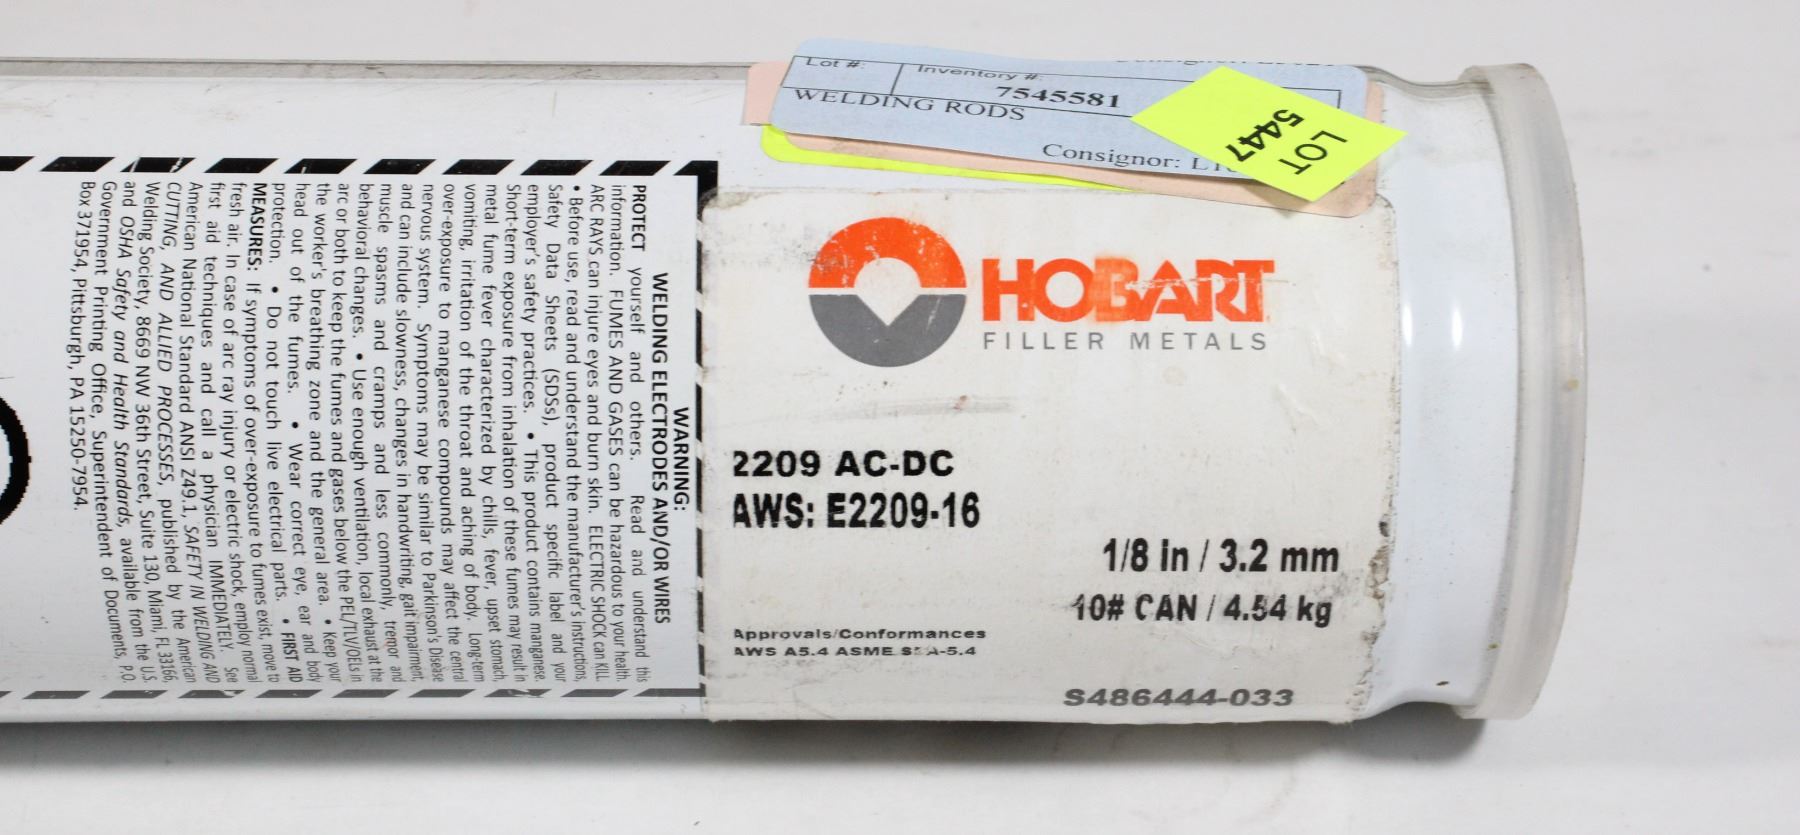 Lot #:
Inventory #:
7545581
WELDING RODS
Consignor:
LOT
5447
HOBART
FILLER METALS
2209 AC-DC
AWS: E2209-16
1/8 in / 3.2 mm
10# CAN / 4.54 kg
Approvals/Conformances
AWS A5.4 ASME SFA-5.4
S486444-033
WARNING:
WELDING ELECTRODES AND/OR WIRES
PROTECT yourself and others. Read and understand this
information. FUMES AND GASES can be hazardous to your health.
ARC RAYS can injure eyes and burn skin. ELECTRIC SHOCK can KILL.
• Before use, read and understand the manufacturer's instructions,
Safety Data Sheets (SDSs), product specific label and your
employer's safety practices. • This product contains manganese.
Short-term exposure from inhalation of these fumes may result in
metal fume fever characterized by chills, fever, upset stomach,
vomiting, irritation of the throat and aching of body. Long-term
over-exposure to manganese compounds may affect the central
nervous system. Symptoms may be similar to Parkinson's Disease
and can include slowness, changes in handwriting, gait impairment,
muscle spasms and cramps and less commonly, tremor and
behavioral changes. • Use enough ventilation, local exhaust at the
arc or both to keep the fumes and gases below the PEL/TLV/OELs in
the worker's breathing zone and the general area. • Keep your
head out of the fumes. • Wear correct eye, ear and body
protection. • Do not touch live electrical parts. • FIRST AID
MEASURES: If symptoms of over-exposure to fumes exist, move to
fresh air. In case of arc ray injury or electric shock, employ normal
first aid techniques and call a physician IMMEDIATELY. See
American National Standard ANSI Z49.1, SAFETY IN WELDING AND
CUTTING, AND ALLIED PROCESSES, published by the American
Welding Society, 8669 NW 36th Street, Suite 130, Miami, FL 33166,
and OSHA Safety and Health Standards, available from the U.S.
Government Printing Office, Superintendent of Documents, P.O.
Box 371954, Pittsburgh, PA 15250-7954.